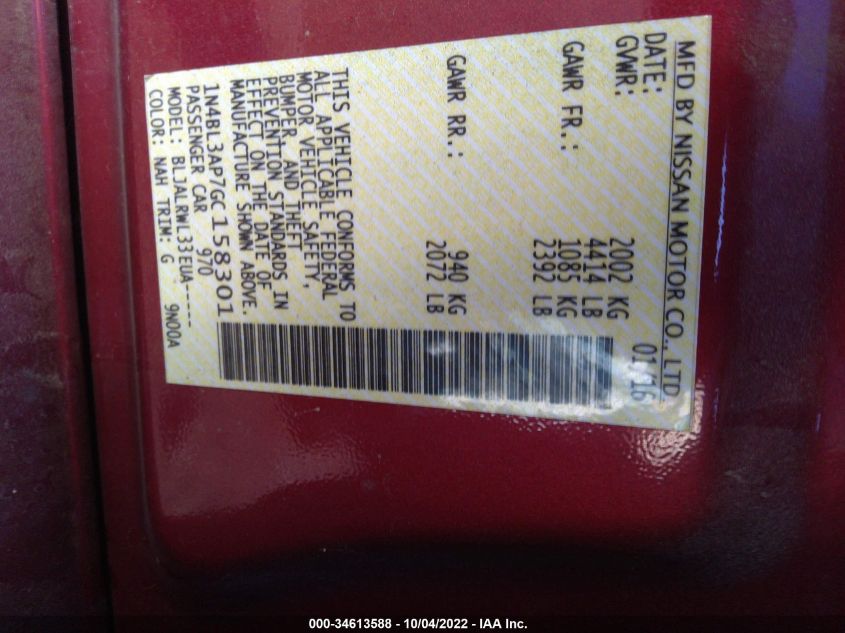 MFD BY NISSAN MOTOR CO., LTD
DATE: 01/16
GVWR: 2002 KG
4414 LB
GAWR FR.: 1085 KG
2392 LB
GAWR RR.: 940 KG
2072 LB
THIS VEHICLE CONFORMS TO
ALL APPLICABLE FEDERAL
MOTOR VEHICLE SAFETY,
BUMPER, AND THEFT
PREVENTION STANDARDS IN
EFFECT ON THE DATE OF
MANUFACTURE SHOWN ABOVE.
1N4BL3AP7GC158301
PASSENGER CAR 970
MODEL: BLJALRWL33EUA-----
COLOR: NAH TRIM: G 9N00A
000-34613588 - 10/04/2022 - IAA Inc.